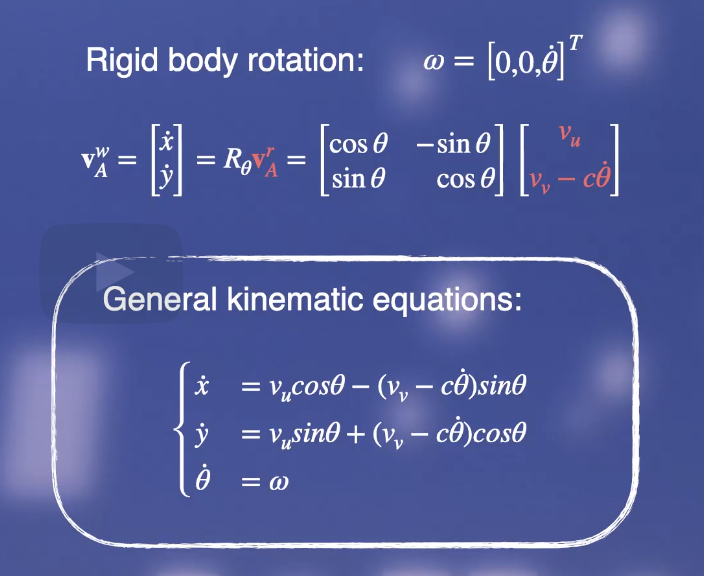 Rigid body rotation: ω = [0,0,θ̇]ᵀ
v_A^w = [ẋ ẏ] = R_θ v_A^r = [cos θ −sin θ sin θ cos θ] [v_u v_v − cθ̇]
General kinematic equations:
ẋ = v_u cosθ − (v_v − cθ̇)sinθ
ẏ = v_u sinθ + (v_v − cθ̇)cosθ
θ̇ = ω